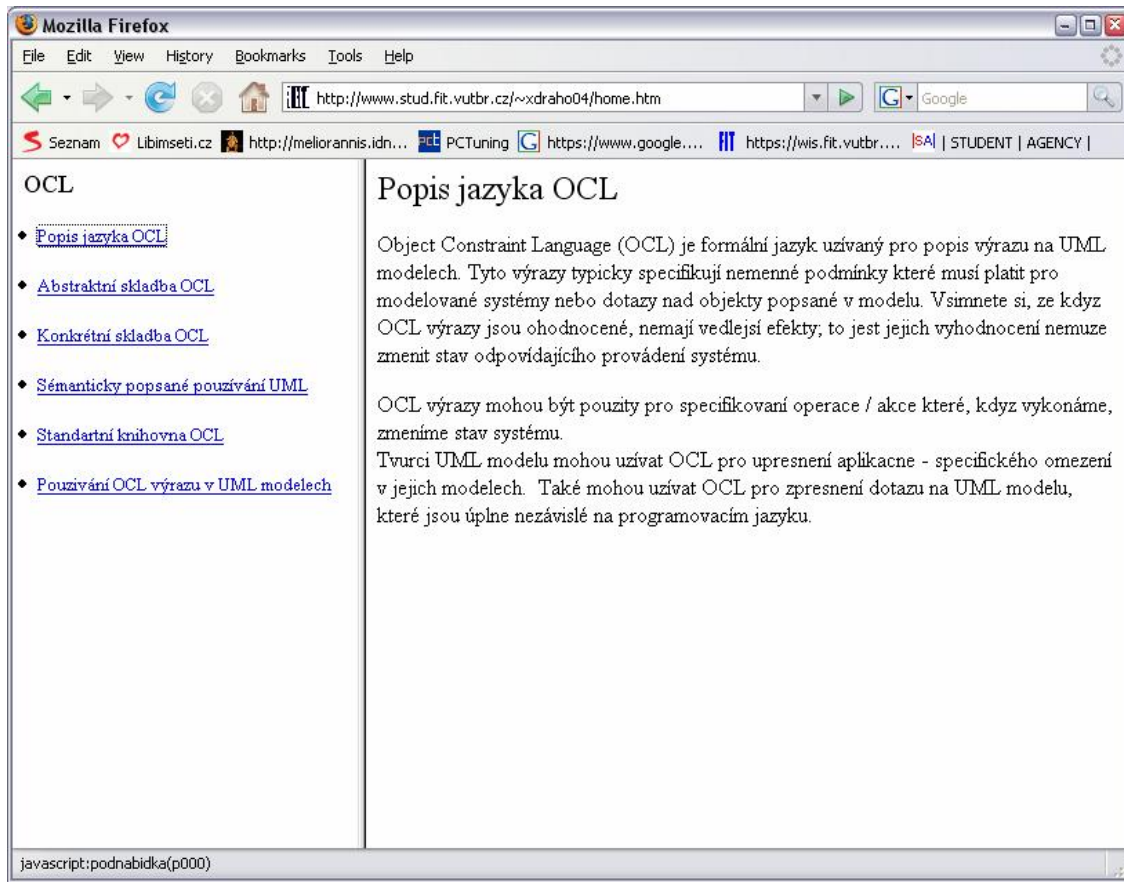 Mozilla Firefox
File Edit View History Bookmarks Tools Help
http://www.stud.fit.vutbr.cz/~xdraho04/home.htm
Google
Seznam Libimseti.cz http://meliorannis.idn... PCTuning https://www.google.... https://wis.fit.vutbr.... |SA| | STUDENT | AGENCY |
OCL
Popis jazyka OCL
Abstraktní skladba OCL
Konkrétní skladba OCL
Sémanticky popsané pouzívání UML
Standartní knihovna OCL
Pouzivání OCL výrazu v UML modelech
Popis jazyka OCL
Object Constraint Language (OCL) je formální jazyk uzívaný pro popis výrazu na UML
modelech. Tyto výrazy typicky specifikují nemenné podmínky které musí platit pro
modelované systémy nebo dotazy nad objekty popsané v modelu. Vsimnete si, ze kdyz
OCL výrazy jsou ohodnocené, nemají vedlejsí efekty; to jest jejich vyhodnocení nemuze
zmenit stav odpovídajícího provádení systému.
OCL výrazy mohou být pouzity pro specifikovaní operace / akce které, kdyz vykonáme,
zmeníme stav systému.
Tvurci UML modelu mohou uzívat OCL pro upresnení aplikacne - specifického omezení
v jejich modelech. Také mohou uzívat OCL pro zpresnení dotazu na UML modelu,
které jsou úplne nezávislé na programovacím jazyku.
javascript:podnabidka(p000)